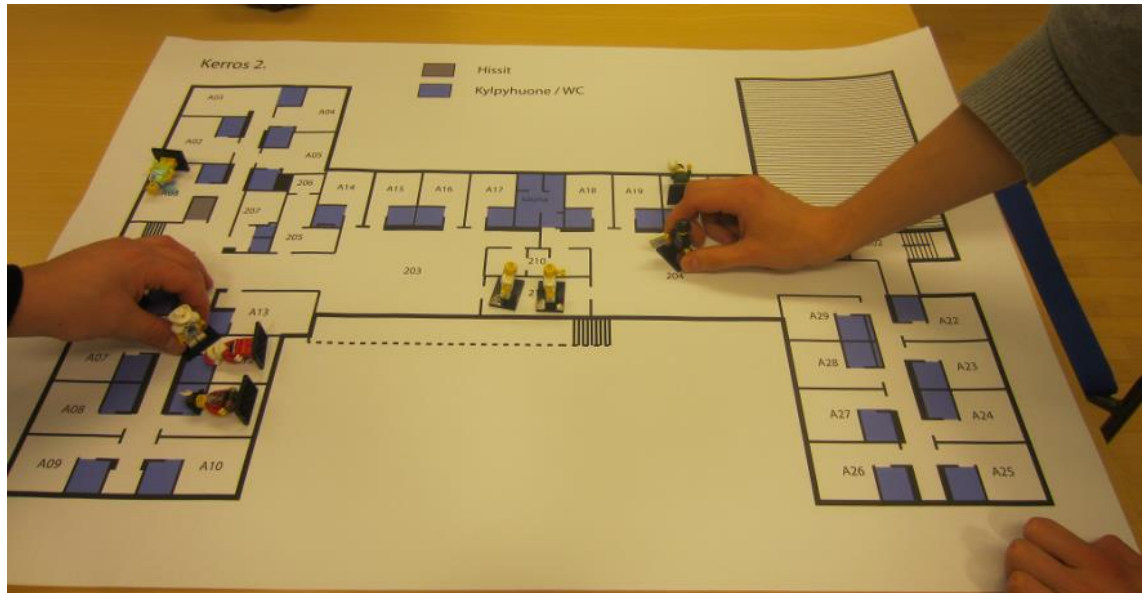 Kerros 2.
Hissit
Kylpyhuone / WC
A03
A04
A02
A05
206
A14
A15
A16
A17
sauna
A18
A19
207
205
203
210
204
A13
A07
A08
A09
A10
A29
A22
A28
A23
A27
A24
A26
A25